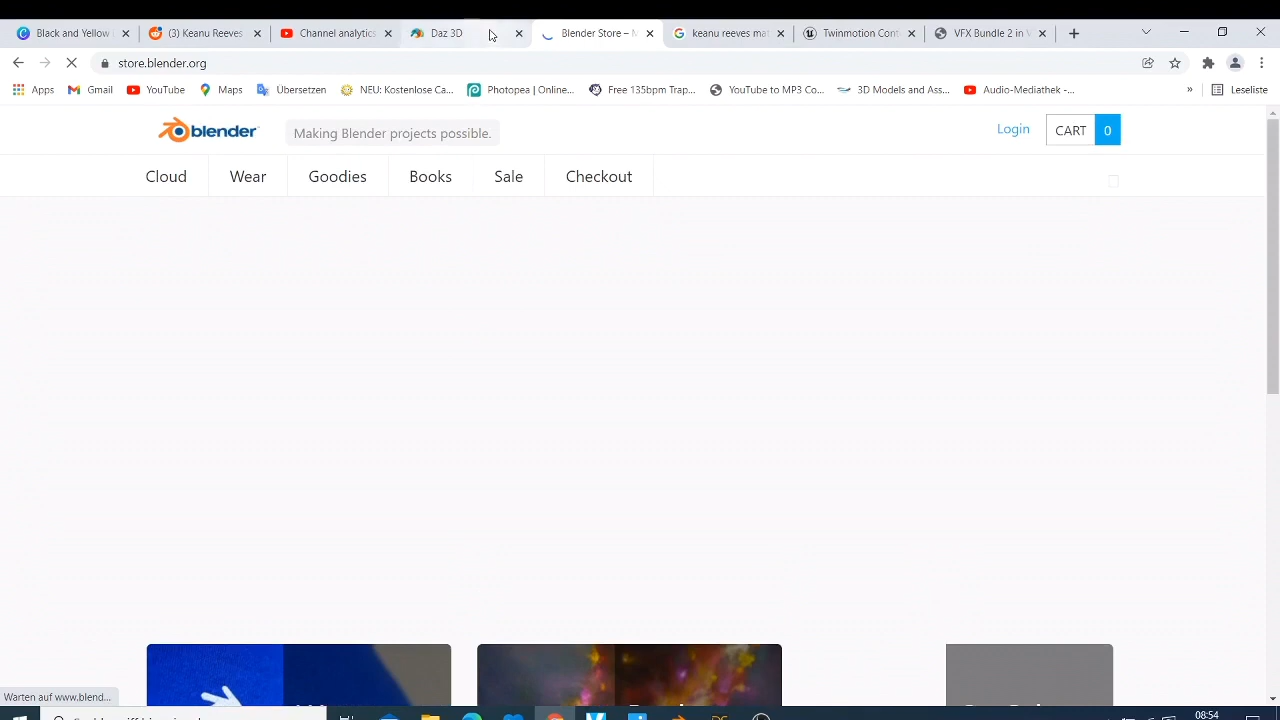 Black and Yellow
(3) Keanu Reeves
Channel analytics
Daz 3D
Blender Store – M
keanu reeves mat
Twinmotion Cont
VFX Bundle 2 in V
store.blender.org
Apps
Gmail
YouTube
Maps
Übersetzen
NEU: Kostenlose Ca...
Photopea | Online...
Free 135bpm Trap...
YouTube to MP3 Co...
3D Models and Ass...
Audio-Mediathek -...
»
Leseliste
blender
Making Blender projects possible.
Login
CART 0
Cloud
Wear
Goodies
Books
Sale
Checkout
Warten auf www.blend...
08:54